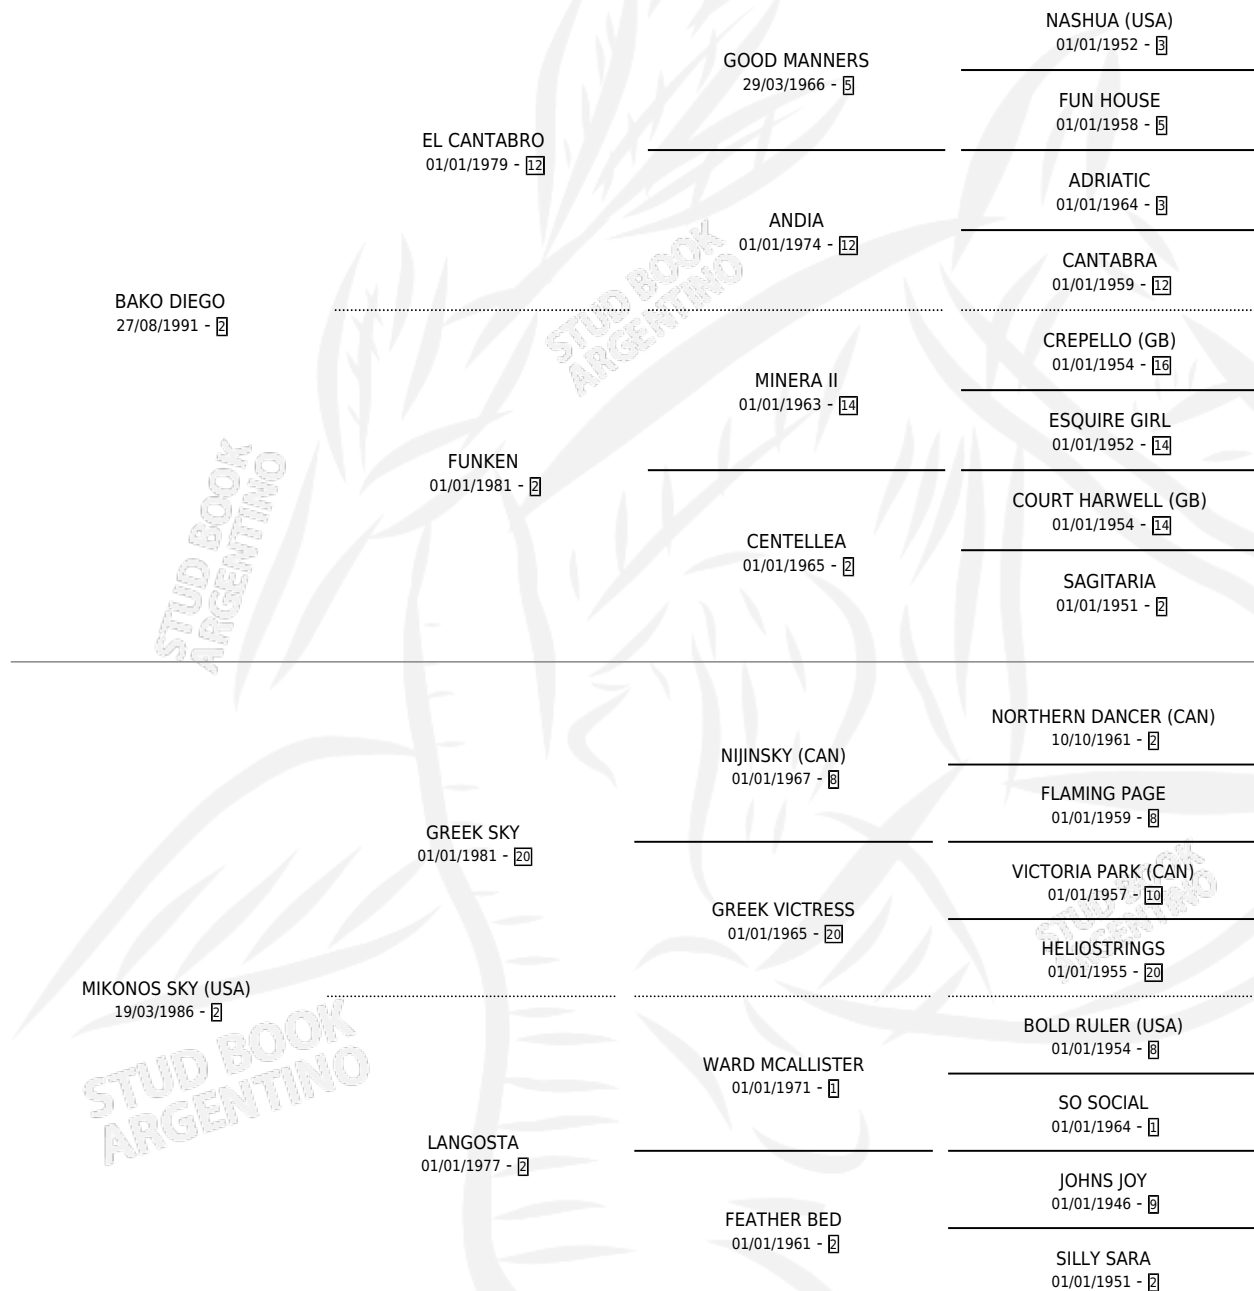 BAKO DIEGO
27/08/1991 - 2
EL CANTABRO
01/01/1979 - 12
GOOD MANNERS
29/03/1966 - 5
NASHUA (USA)
01/01/1952 - 3
FUN HOUSE
01/01/1958 - 5
ANDIA
01/01/1974 - 12
ADRIATIC
01/01/1964 - 3
CANTABRA
01/01/1959 - 12
FUNKEN
01/01/1981 - 2
MINERA II
01/01/1963 - 14
CREPELLO (GB)
01/01/1954 - 16
ESQUIRE GIRL
01/01/1952 - 14
CENTELLEA
01/01/1965 - 2
COURT HARWELL (GB)
01/01/1954 - 14
SAGITARIA
01/01/1951 - 2
MIKONOS SKY (USA)
19/03/1986 - 2
GREEK SKY
01/01/1981 - 20
NIJINSKY (CAN)
01/01/1967 - 8
NORTHERN DANCER (CAN)
10/10/1961 - 2
FLAMING PAGE
01/01/1959 - 8
GREEK VICTRESS
01/01/1965 - 20
VICTORIA PARK (CAN)
01/01/1957 - 10
HELIOSTRINGS
01/01/1955 - 20
LANGOSTA
01/01/1977 - 2
WARD MCALLISTER
01/01/1971 - 1
BOLD RULER (USA)
01/01/1954 - 8
SO SOCIAL
01/01/1964 - 1
FEATHER BED
01/01/1961 - 2
JOHNS JOY
01/01/1946 - 9
SILLY SARA
01/01/1951 - 2
STUD BOOK
ARGENTINO
STUD BOOK
ARGENTINO
STUD BOOK
ARGENTINO
STUD BOOK
ARGENTINO